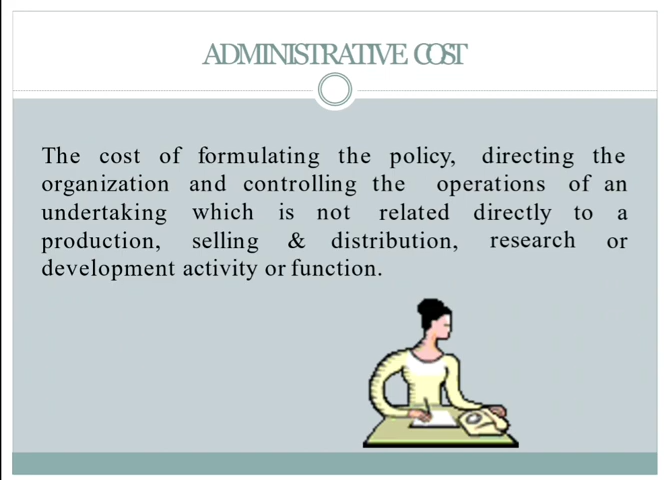 ADMINISTRATIVE COST
The cost of formulating the policy, directing the
organization and controlling the operations of an
undertaking which is not related directly to a
production, selling & distribution, research or
development activity or function.